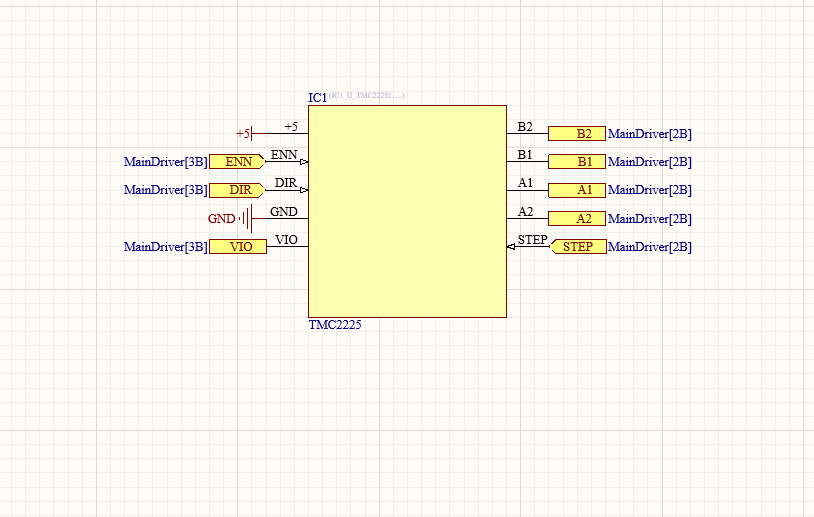 IC1 (IC1_U_TMC22251, ...)
+5 +5 B2 B2 MainDriver[2B]
MainDriver[3B] ENN ENN B1 B1 MainDriver[2B]
MainDriver[3B] DIR DIR A1 A1 MainDriver[2B]
GND GND A2 A2 MainDriver[2B]
MainDriver[3B] VIO VIO STEP STEP MainDriver[2B]
TMC2225